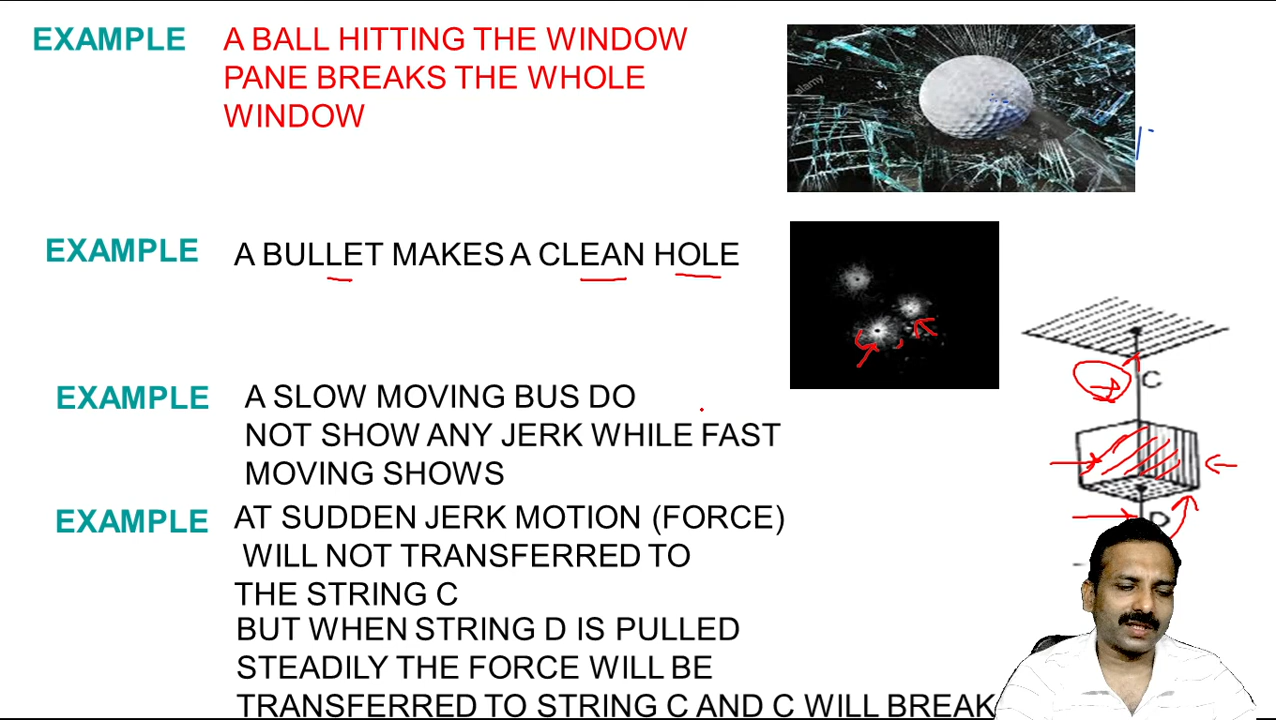 EXAMPLE A BALL HITTING THE WINDOW
PANE BREAKS THE WHOLE
WINDOW
alamy
EXAMPLE A BULLET MAKES A CLEAN HOLE
C
EXAMPLE A SLOW MOVING BUS DO
NOT SHOW ANY JERK WHILE FAST
MOVING SHOWS
EXAMPLE AT SUDDEN JERK MOTION (FORCE)
D
WILL NOT TRANSFERRED TO
THE STRING C
BUT WHEN STRING D IS PULLED
STEADILY THE FORCE WILL BE
TRANSFERRED TO STRING C AND C WILL BREAK